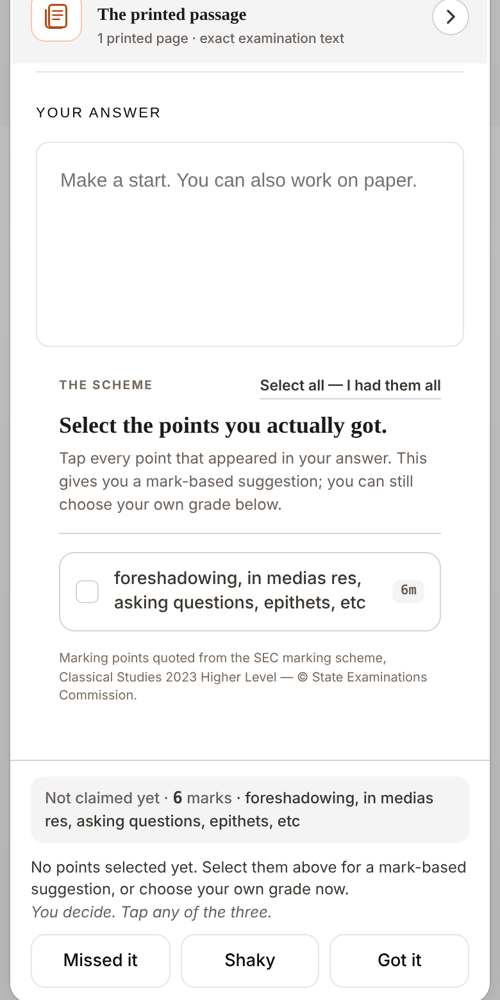 The printed passage
1 printed page · exact examination text
YOUR ANSWER
Make a start. You can also work on paper.
THE SCHEME
Select all — I had them all
Select the points you actually got.
Tap every point that appeared in your answer. This
gives you a mark-based suggestion; you can still
choose your own grade below.
foreshadowing, in medias res,
asking questions, epithets, etc
6m
Marking points quoted from the SEC marking scheme,
Classical Studies 2023 Higher Level — © State Examinations
Commission.
Not claimed yet · 6 marks · foreshadowing, in medias
res, asking questions, epithets, etc
No points selected yet. Select them above for a mark-based
suggestion, or choose your own grade now.
You decide. Tap any of the three.
Missed it
Shaky
Got it